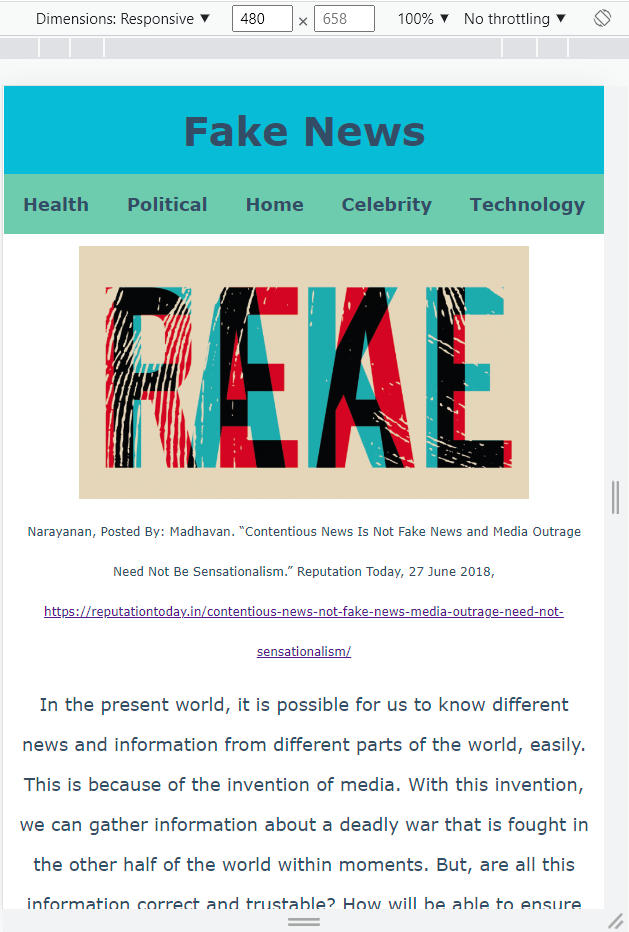 Dimensions: Responsive ▼ 480 × 658 100% ▼ No throttling ▼
Fake News
Health Political Home Celebrity Technology
FAKE
Narayanan, Posted By: Madhavan. “Contentious News Is Not Fake News and Media Outrage
Need Not Be Sensationalism.” Reputation Today, 27 June 2018,
https://reputationtoday.in/contentious-news-not-fake-news-media-outrage-need-not-
sensationalism/
In the present world, it is possible for us to know different
news and information from different parts of the world, easily.
This is because of the invention of media. With this invention,
we can gather information about a deadly war that is fought in
the other half of the world within moments. But, are all this
information correct and trustable? How will be able to ensure